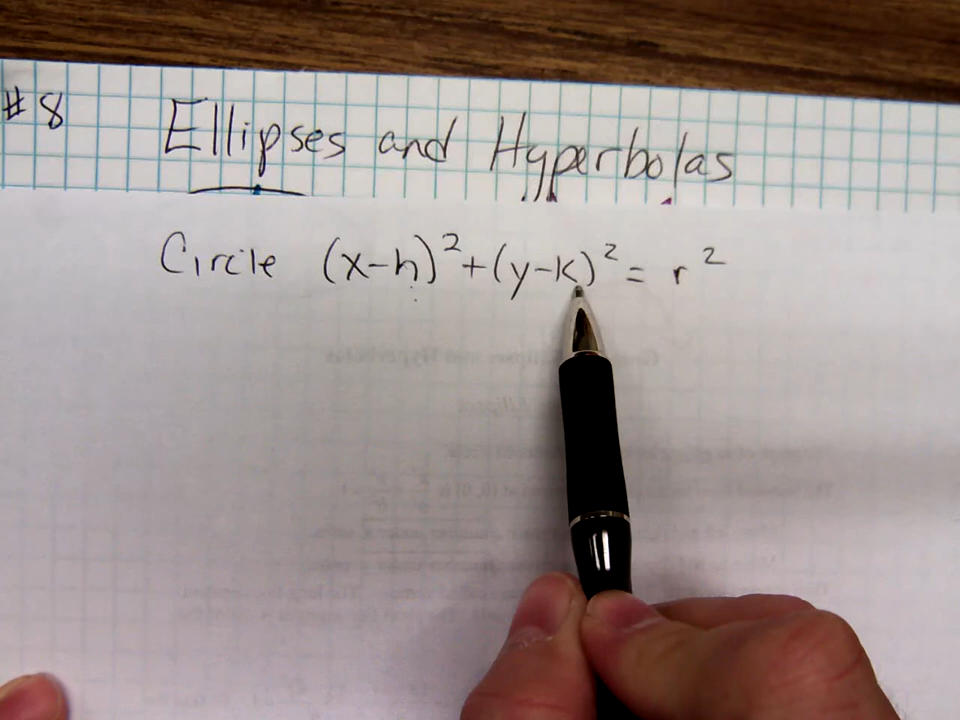 #8 Ellipses and Hyperbolas
Circle (x-h)² + (y-k)² = r²